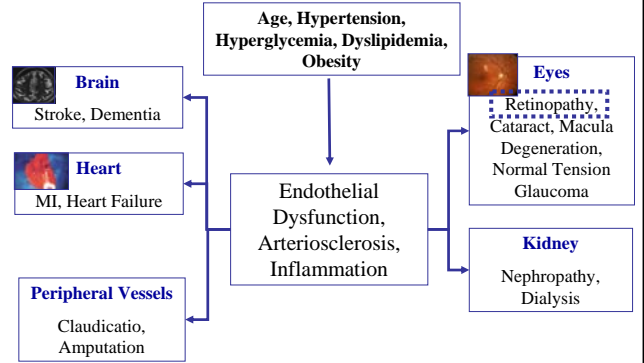 Age, Hypertension,
Hyperglycemia, Dyslipidemia,
Obesity
Brain
Stroke, Dementia
Heart
MI, Heart Failure
Peripheral Vessels
Claudicatio,
Amputation
Endothelial
Dysfunction,
Arteriosclerosis,
Inflammation
Eyes
Retinopathy,
Cataract, Macula
Degeneration,
Normal Tension
Glaucoma
Kidney
Nephropathy,
Dialysis